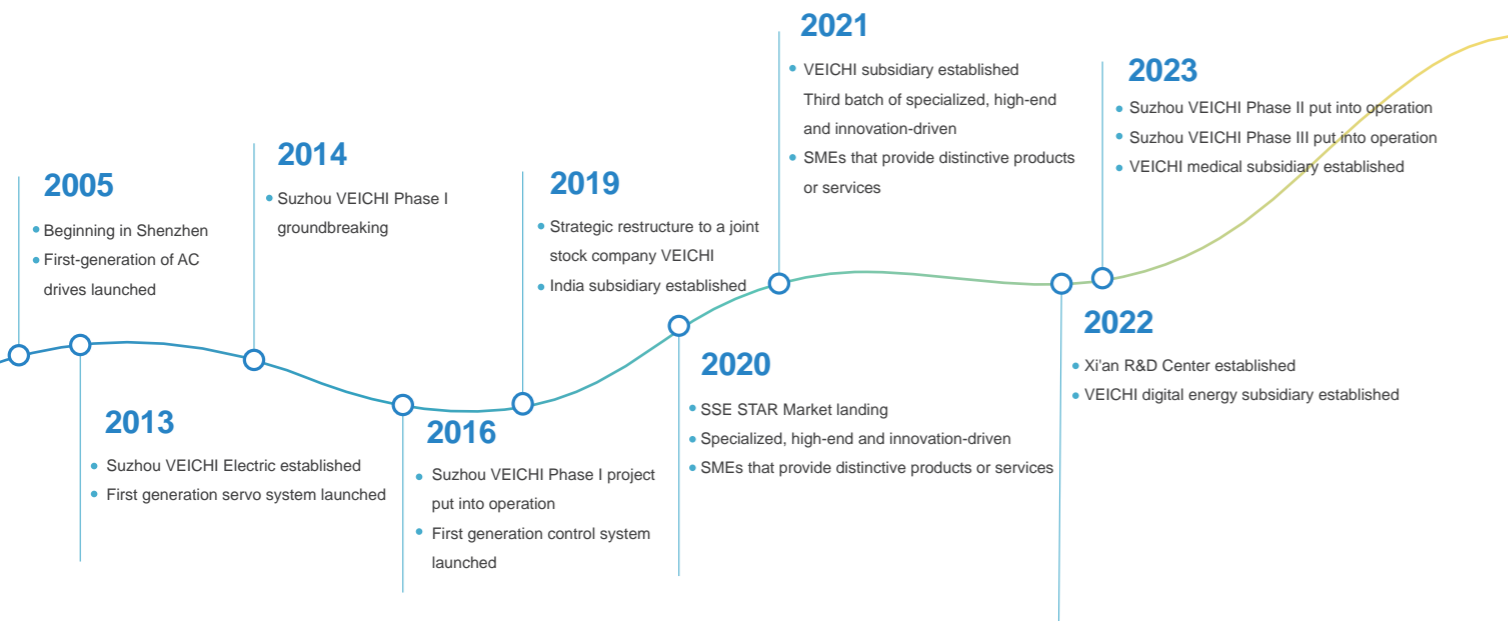 2005
Beginning in Shenzhen
First-generation of AC
drives launched
2013
Suzhou VEICHI Electric established
First generation servo system launched
2014
Suzhou VEICHI Phase I
groundbreaking
2016
Suzhou VEICHI Phase I project
put into operation
First generation control system
launched
2019
Strategic restructure to a joint
stock company VEICHI
India subsidiary established
2020
SSE STAR Market landing
Specialized, high-end and innovation-driven
SMEs that provide distinctive products or services
2021
VEICHI subsidiary established
Third batch of specialized, high-end
and innovation-driven
SMEs that provide distinctive products
or services
2022
Xi'an R&D Center established
VEICHI digital energy subsidiary established
2023
Suzhou VEICHI Phase II put into operation
Suzhou VEICHI Phase III put into operation
VEICHI medical subsidiary established